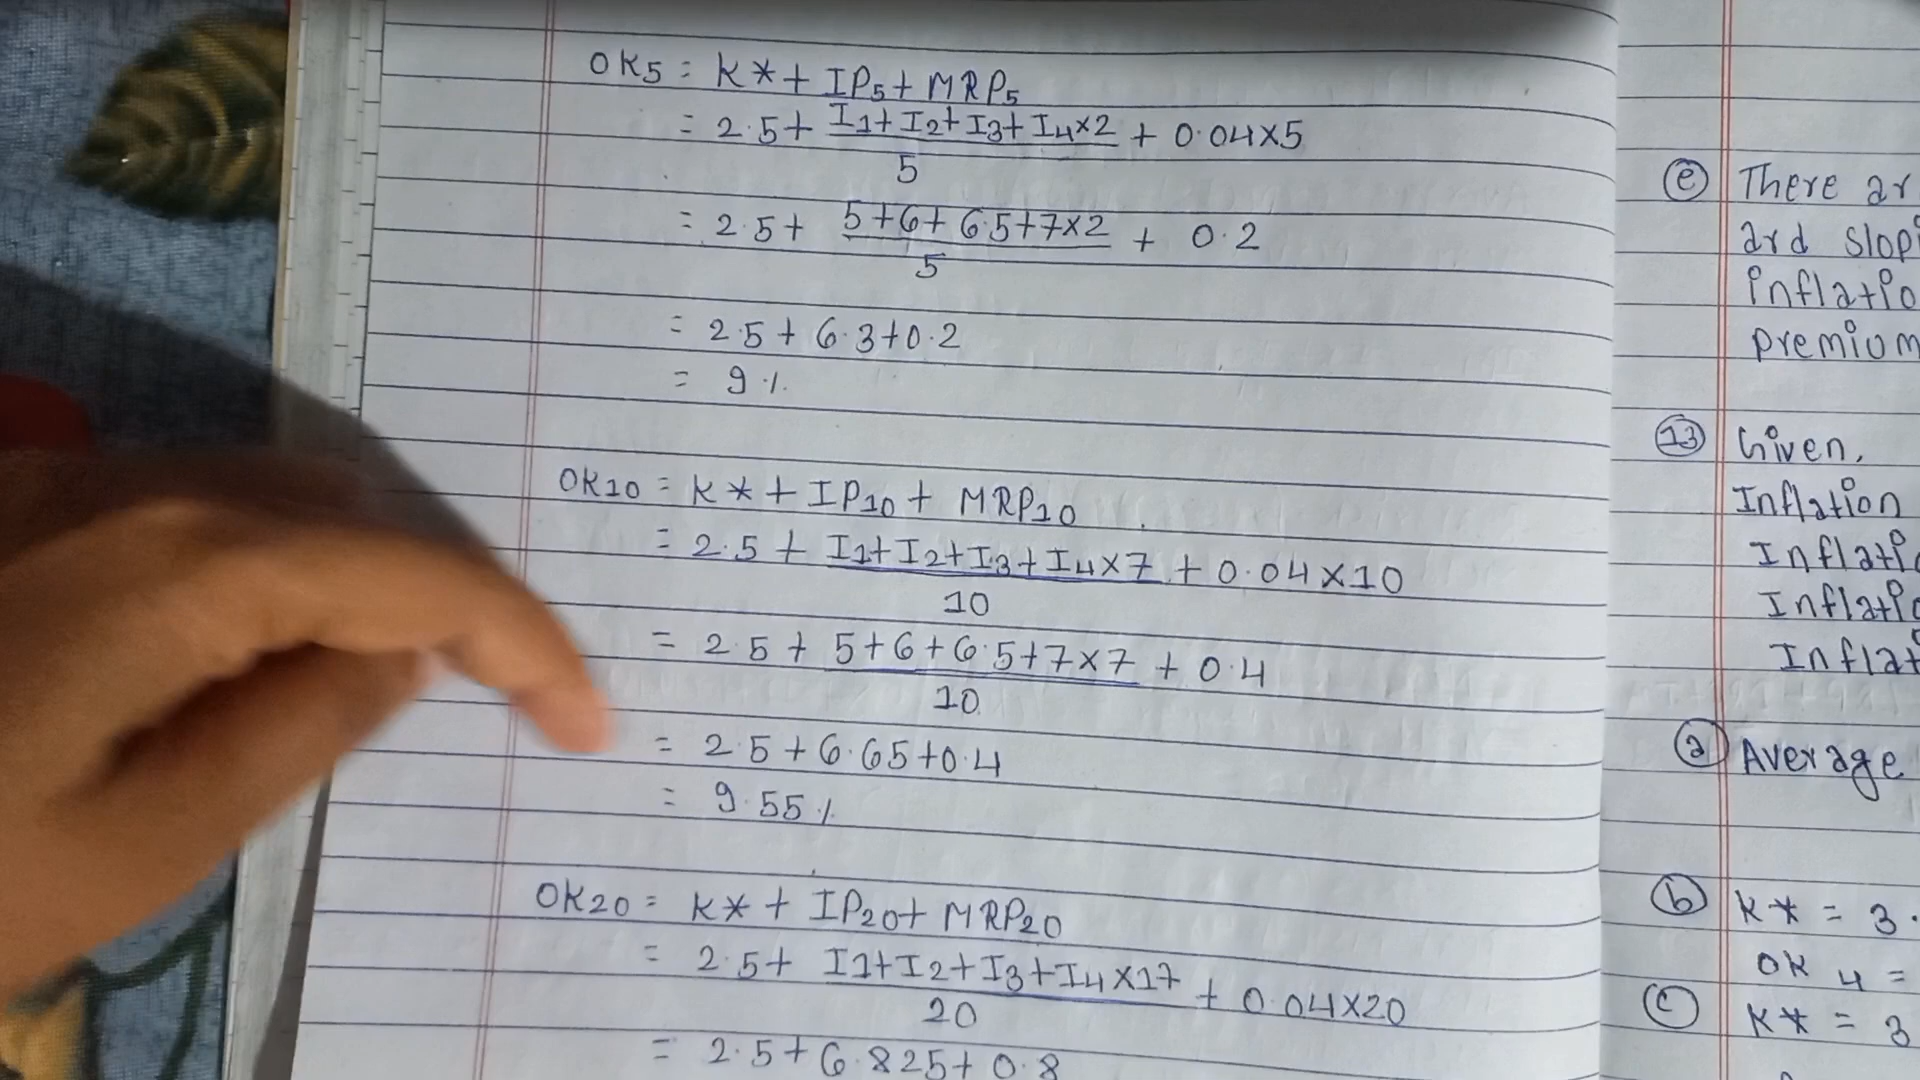 OK5 = K* + IP5 + MRP5
= 2.5 + I1 + I2 + I3 + I4×2 + 0.04×5
5
= 2.5 + 5+6+6.5+7×2 + 0.2
5
= 2.5 + 6.3 + 0.2
= 9%
OK10 = K* + IP10 + MRP10
= 2.5 + I1 + I2 + I3 + I4×7 + 0.04×10
10
= 2.5 + 5+6+6.5+7×7 + 0.4
10
= 2.5 + 6.65 + 0.4
= 9.55%
OK20 = K* + IP20 + MRP20
= 2.5 + I1 + I2 + I3 + I4×17 + 0.04×20
20
= 2.5 + 6.825 + 0.8
(e) There ar
ard slopi
inflatio
premium
(13) Given,
Inflation
Inflatio
Inflatio
Inflat
(a) Average
(b) K* = 3.
OK 4 =
(c) K* = 3